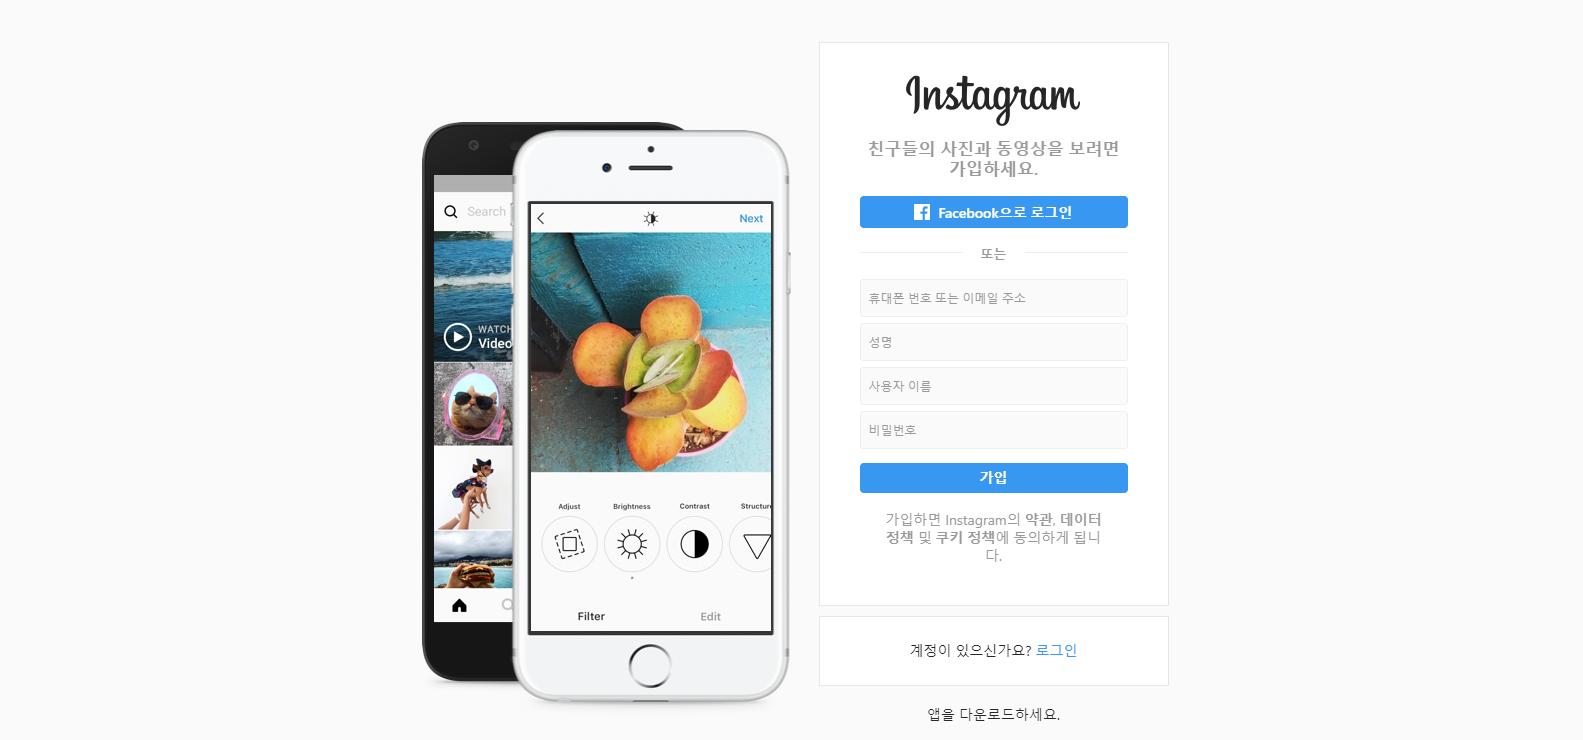 Search
WATCH
Video
Next
Adjust
Brightness
Contrast
Structure
Filter
Edit
Instagram
친구들의 사진과 동영상을 보려면
가입하세요.
Facebook으로 로그인
또는
휴대폰 번호 또는 이메일 주소
성명
사용자 이름
비밀번호
가입
가입하면 Instagram의 약관, 데이터
정책 및 쿠키 정책에 동의하게 됩니
다.
계정이 있으신가요? 로그인
앱을 다운로드하세요.